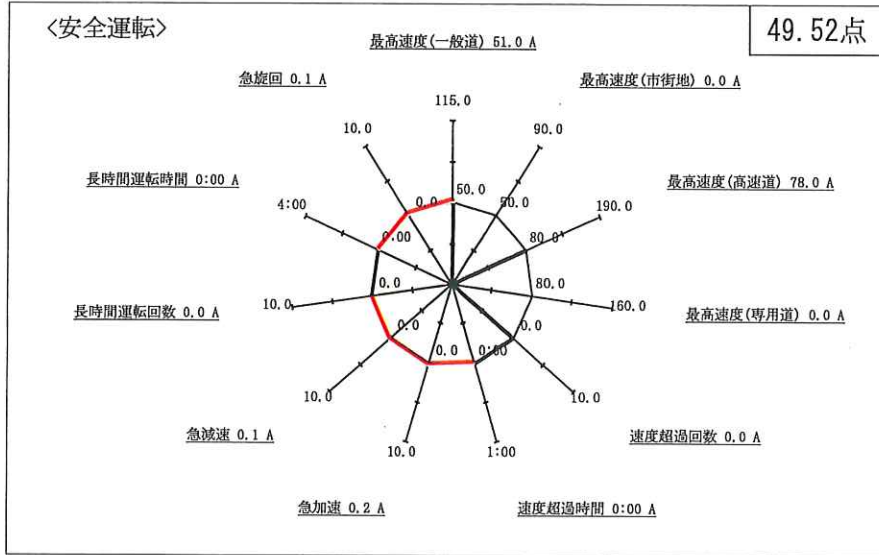 <安全運転>
49.52点
最高速度(一般道) 51.0 A
急旋回 0.1 A
最高速度(市街地) 0.0 A
115.0
10.0
90.0
長時間運転時間 0:00 A
最高速度(高速道) 78.0 A
4:00
190.0
0.0
50.0
50.0
0.00
80.0
長時間運転回数 0.0 A
10.0
0.0
80.0
160.0
最高速度(専用道) 0.0 A
0.0
0.0
0.0
0:00
10.0
10.0
急減速 0.1 A
速度超過回数 0.0 A
10.0
1:00
急加速 0.2 A
速度超過時間 0:00 A